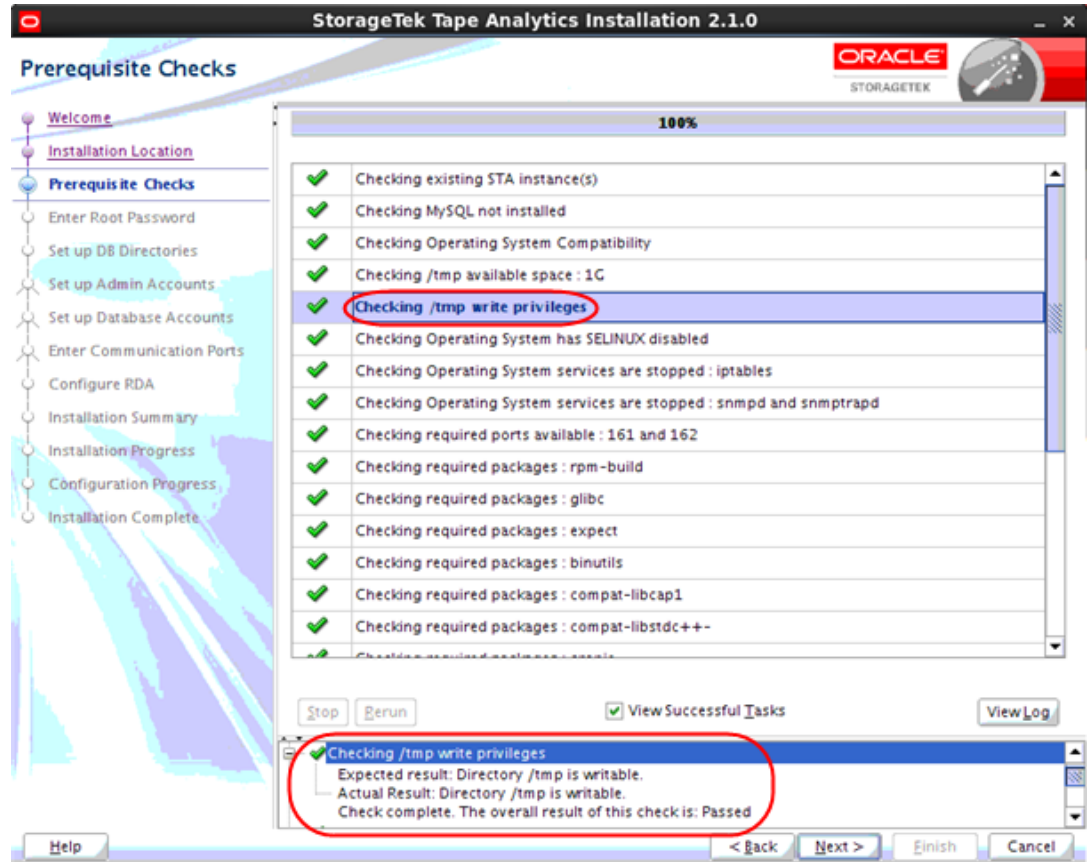 StorageTek Tape Analytics Installation 2.1.0
Prerequisite Checks
ORACLE
STORAGETEK
Welcome
Installation Location
Prerequisite Checks
Enter Root Password
Set up DB Directories
Set up Admin Accounts
Set up Database Accounts
Enter Communication Ports
Configure RDA
Installation Summary
Installation Progress
Configuration Progress
Installation Complete
100%
Checking existing STA instance(s)
Checking MySQL not installed
Checking Operating System Compatibility
Checking /tmp available space : 1G
Checking /tmp write privileges
Checking Operating System has SELINUX disabled
Checking Operating System services are stopped : iptables
Checking Operating System services are stopped : snmpd and snmptrapd
Checking required ports available : 161 and 162
Checking required packages : rpm-build
Checking required packages : glibc
Checking required packages : expect
Checking required packages : binutils
Checking required packages : compat-libcap1
Checking required packages : compat-libstdc++-
Stop Rerun View Successful Tasks View Log
Checking /tmp write privileges
Expected result: Directory /tmp is writable.
Actual Result: Directory /tmp is writable.
Check complete. The overall result of this check is: Passed
Help < Back Next > Finish Cancel